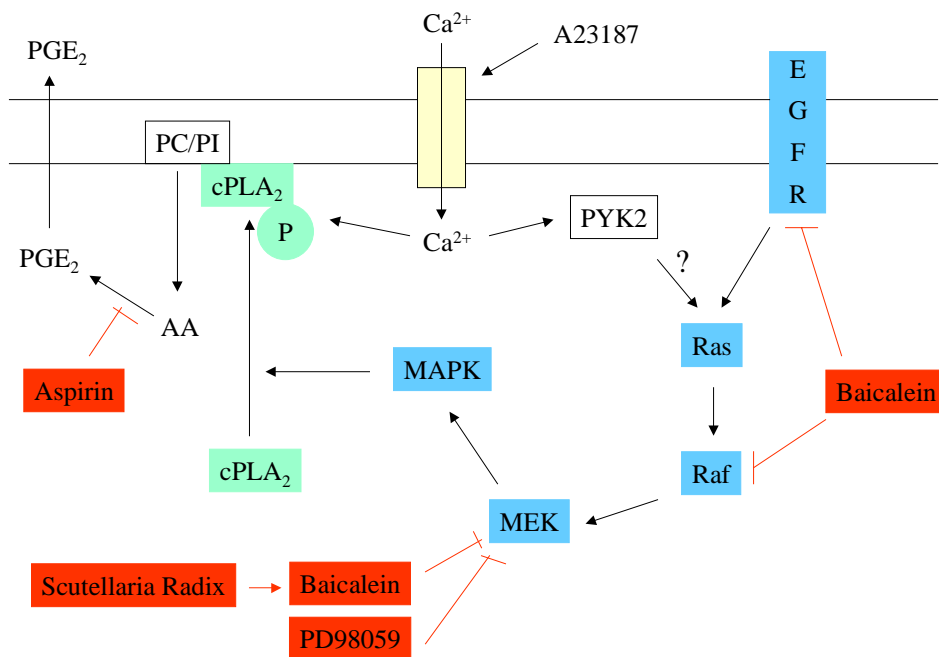 Ca²⁺
A23187
PGE₂
E
G
F
R
PC/PI
cPLA₂
P
Ca²⁺
PYK2
?
PGE₂
AA
Ras
Aspirin
MAPK
Baicalein
cPLA₂
Raf
MEK
Scutellaria Radix
Baicalein
PD98059